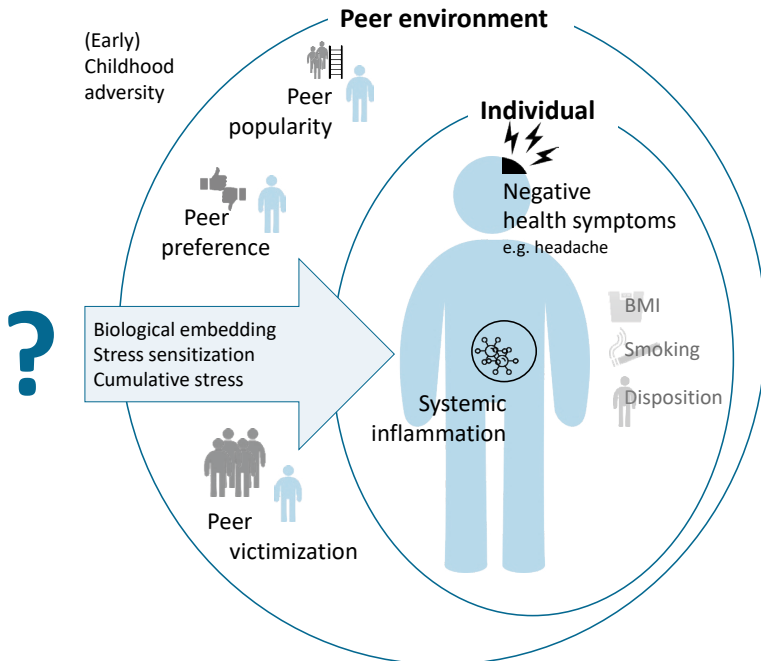 Peer environment
(Early)
Childhood
adversity
Peer
popularity
Individual
Negative
health symptoms
e.g. headache
Peer
preference
?
Biological embedding
Stress sensitization
Cumulative stress
BMI
Smoking
Disposition
Systemic
inflammation
Peer
victimization